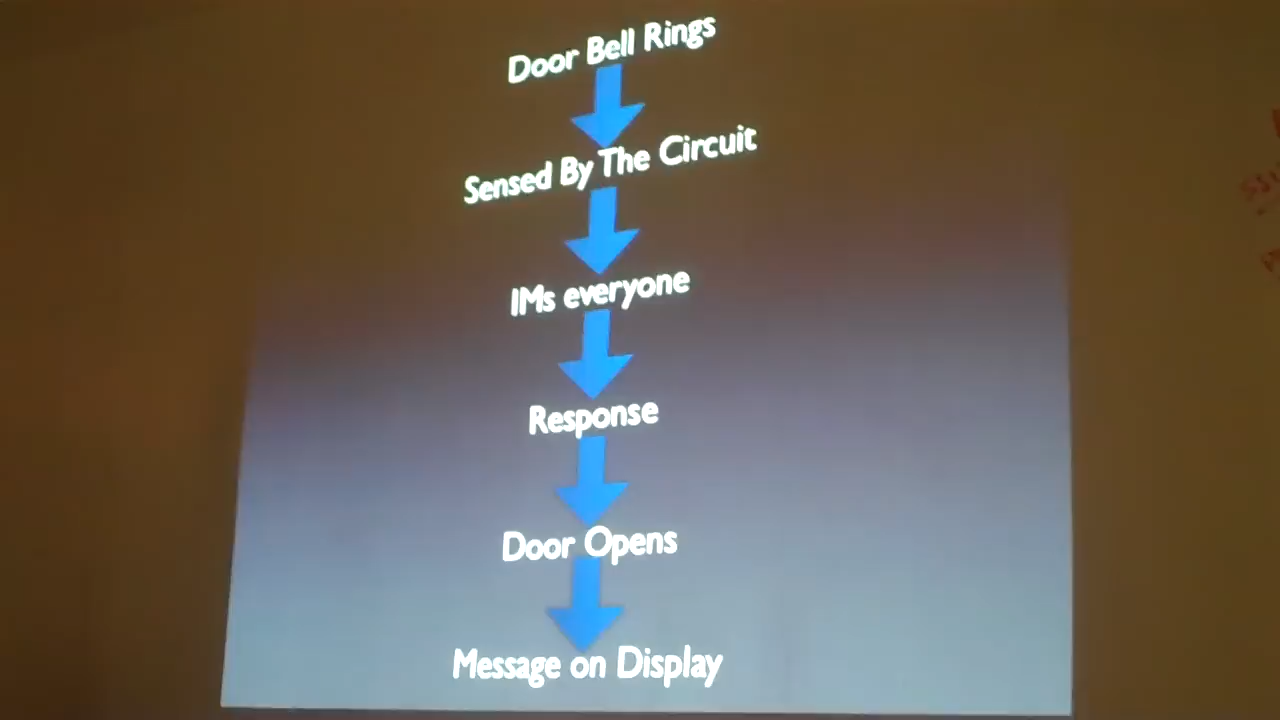 Door Bell Rings
Sensed By The Circuit
IMs everyone
Response
Door Opens
Message on Display